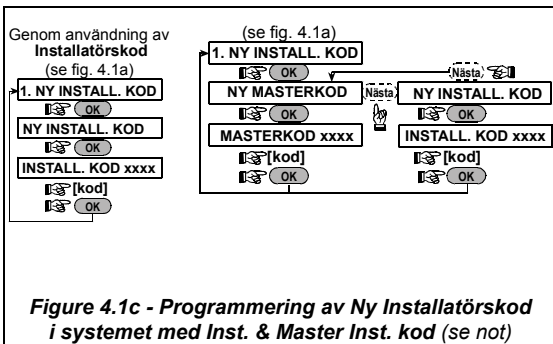 Genom användning av
Installatörskod
(se fig. 4.1a)
1. NY INSTALL. KOD
OK
NY INSTALL. KOD
OK
INSTALL. KOD xxxx
[kod]
OK
(se fig. 4.1a)
1. NY INSTALL. KOD
OK
Nästa
NY MASTERKOD
Nästa
NY INSTALL. KOD
OK
OK
MASTERKOD xxxx
INSTALL. KOD xxxx
[kod]
[kod]
OK
OK
Figure 4.1c - Programmering av Ny Installatörskod
i systemet med Inst. & Master Inst. kod (se not)